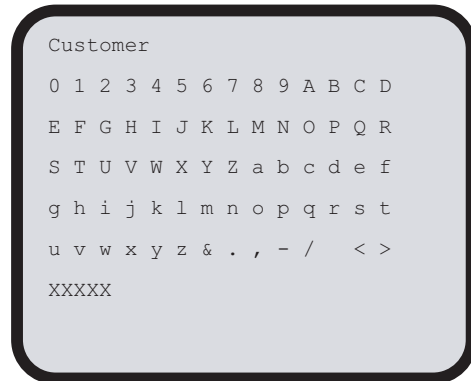 Customer
0 1 2 3 4 5 6 7 8 9 A B C D
E F G H I J K L M N O P Q R
S T U V W X Y Z a b c d e f
g h i j k l m n o p q r s t
u v w x y z & . , - /   < >
XXXXX